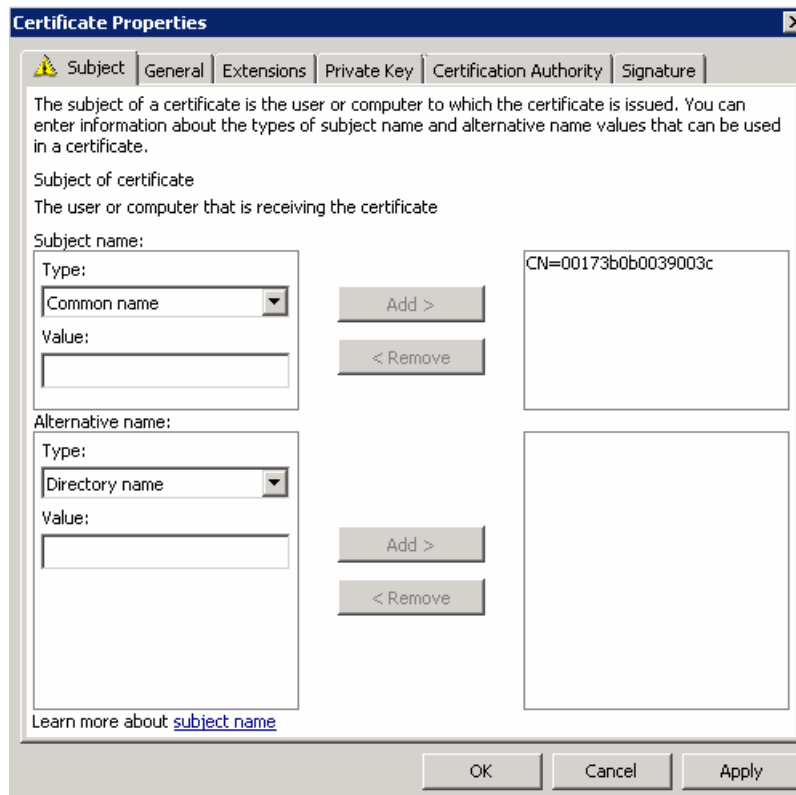 Certificate Properties
Subject General Extensions Private Key Certification Authority Signature
The subject of a certificate is the user or computer to which the certificate is issued. You can
enter information about the types of subject name and alternative name values that can be used
in a certificate.
Subject of certificate
The user or computer that is receiving the certificate
Subject name:
Type:
Common name
Value:
Add >
< Remove
CN=00173b0b0039003c
Alternative name:
Type:
Directory name
Value:
Add >
< Remove
Learn more about subject name
OK Cancel Apply